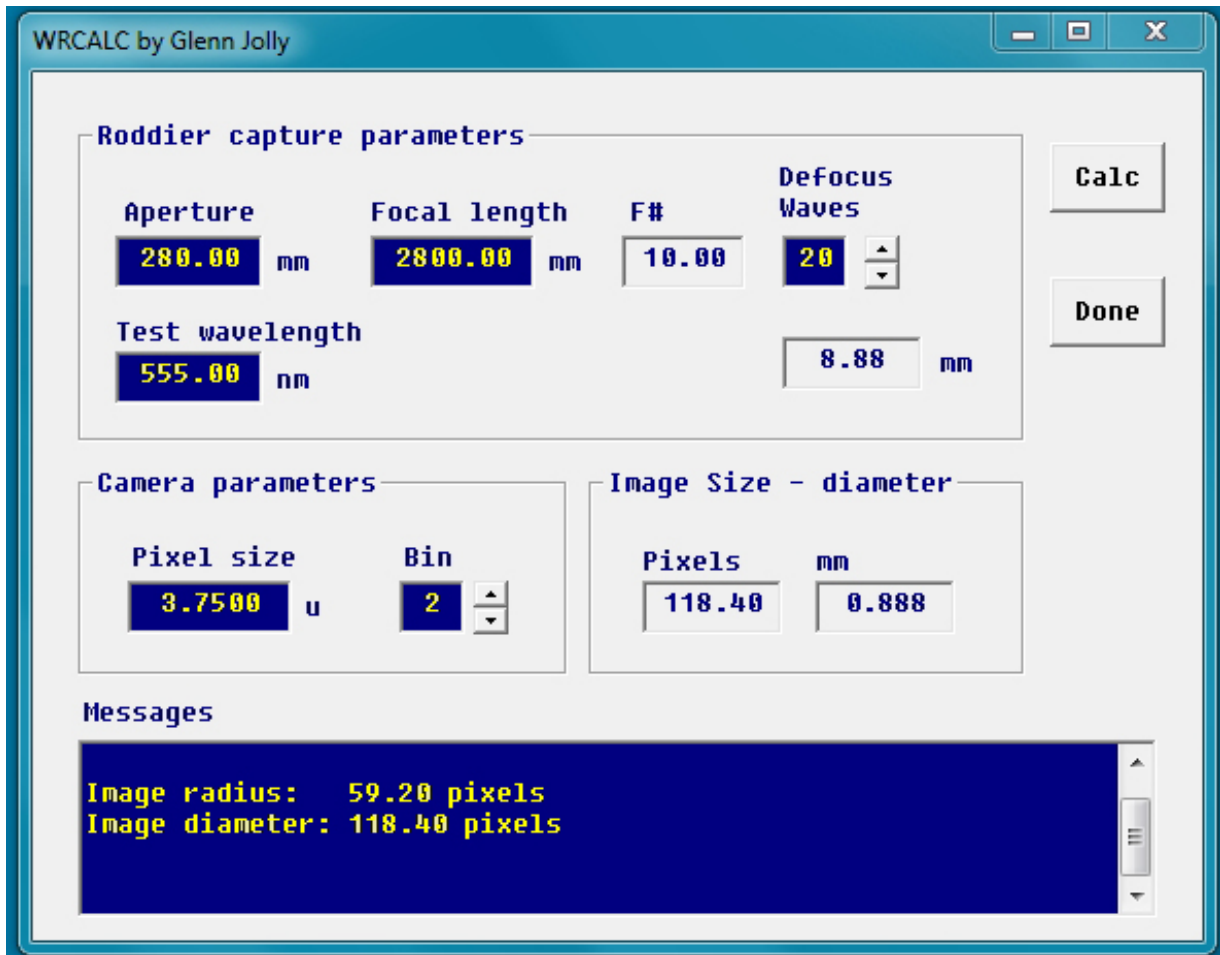 WRCALC by Glenn Jolly
Roddier capture parameters
Aperture
280.00 mm
Focal length
2800.00 mm
F#
10.00
Defocus
Waves
20
Calc
Test wavelength
555.00 nm
8.88 mm
Done
Camera parameters
Pixel size
3.7500 u
Bin
2
Image Size - diameter
Pixels
118.40
mm
0.888
Messages
Image radius: 59.20 pixels
Image diameter: 118.40 pixels